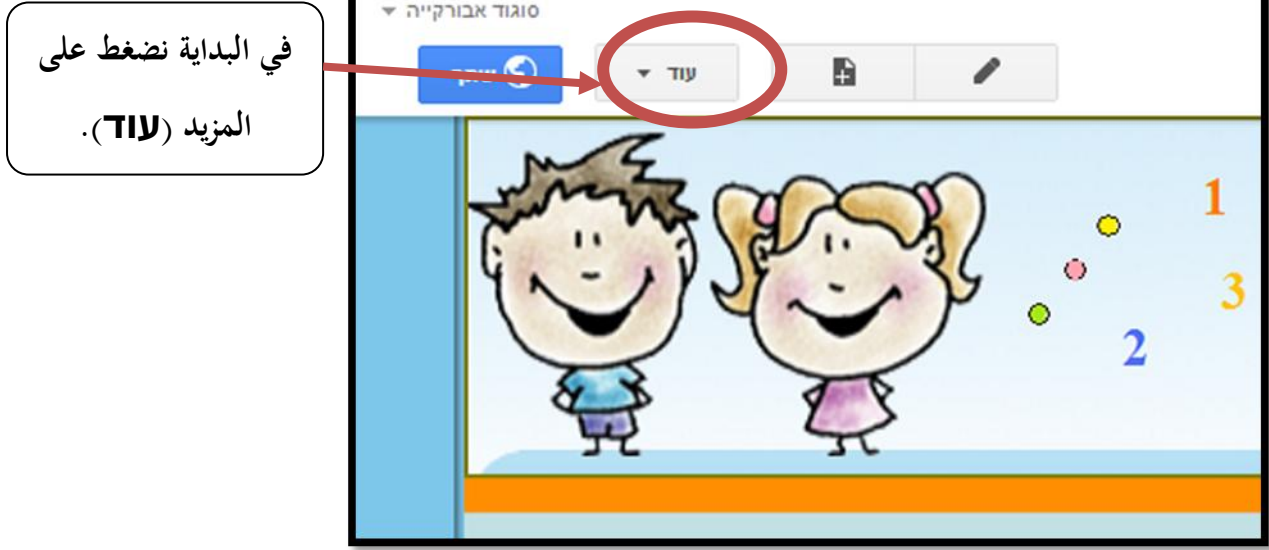 في البداية نضغط على
المزيد (עוד).
סוגוד אבורקייה
עוד
1
3
2